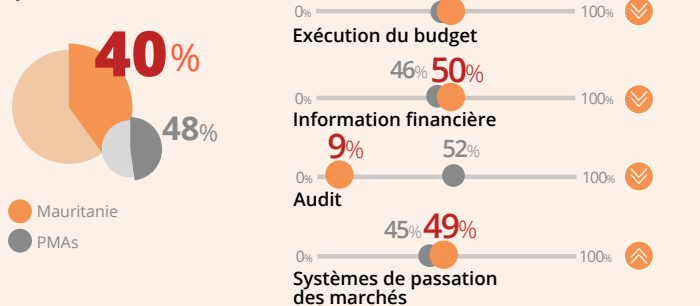 40%
48%
Mauritanie
PMAs
0% 100%
Exécution du budget
46% 50%
0% 100%
Information financière
9% 52%
0% 100%
Audit
45% 49%
0% 100%
Systèmes de passation
des marchés